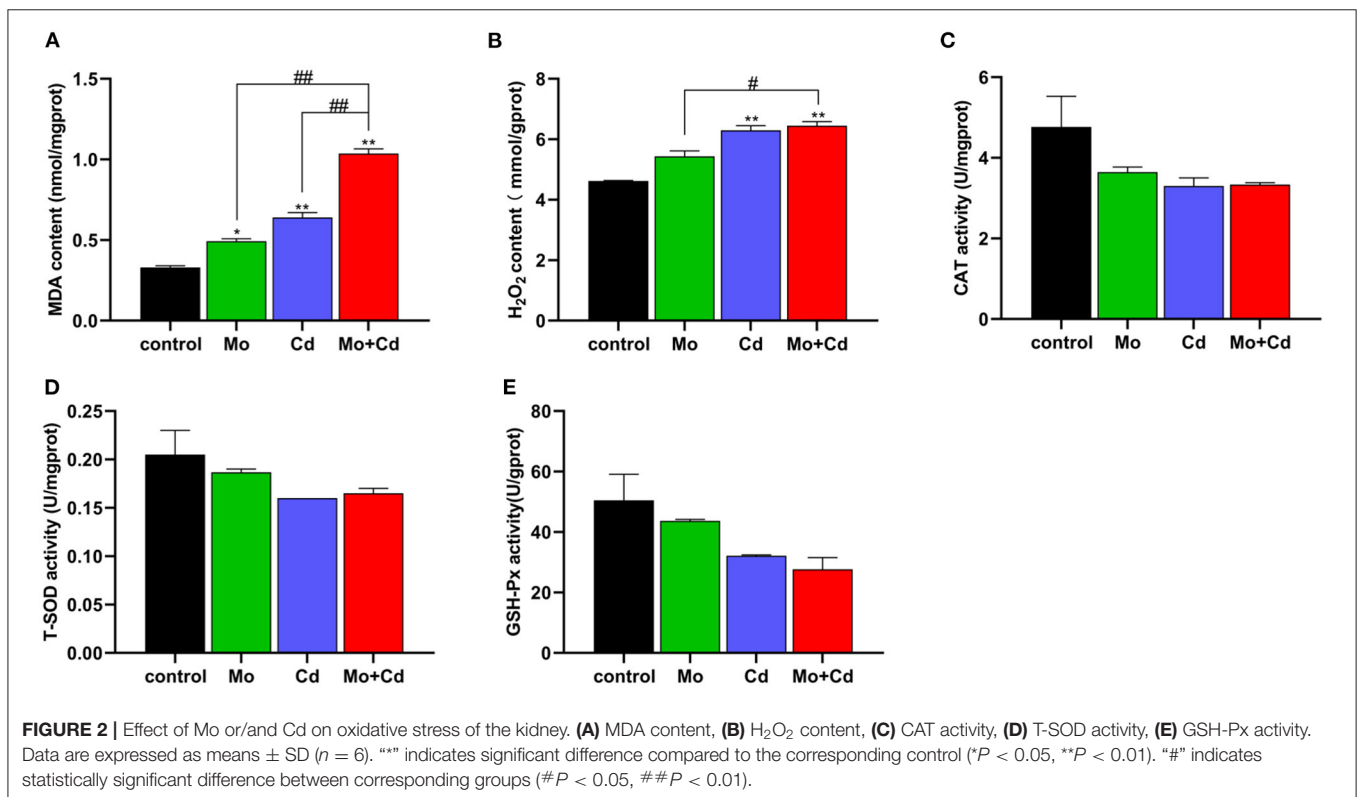 A
MDA content (nmol/mgprot)
1.5
1.0
0.5
0.0
##
##
*
**
**
control Mo Cd Mo+Cd
B
H₂O₂ content ( mmol/gprot)
8
6
4
2
0
#
**
**
control Mo Cd Mo+Cd
C
CAT activity (U/mgprot)
6
4
2
0
control Mo Cd Mo+Cd
D
T-SOD activity (U/mgprot)
0.25
0.20
0.15
0.10
0.05
0.00
control Mo Cd Mo+Cd
E
GSH-Px activity(U/gprot)
80
60
40
20
0
control Mo Cd Mo+Cd
FIGURE 2 | Effect of Mo or/and Cd on oxidative stress of the kidney. (A) MDA content, (B) H₂O₂ content, (C) CAT activity, (D) T-SOD activity, (E) GSH-Px activity.
Data are expressed as means ± SD (n = 6). “*” indicates significant difference compared to the corresponding control (*P < 0.05, **P < 0.01). “#” indicates
statistically significant difference between corresponding groups (#P < 0.05, ##P < 0.01).